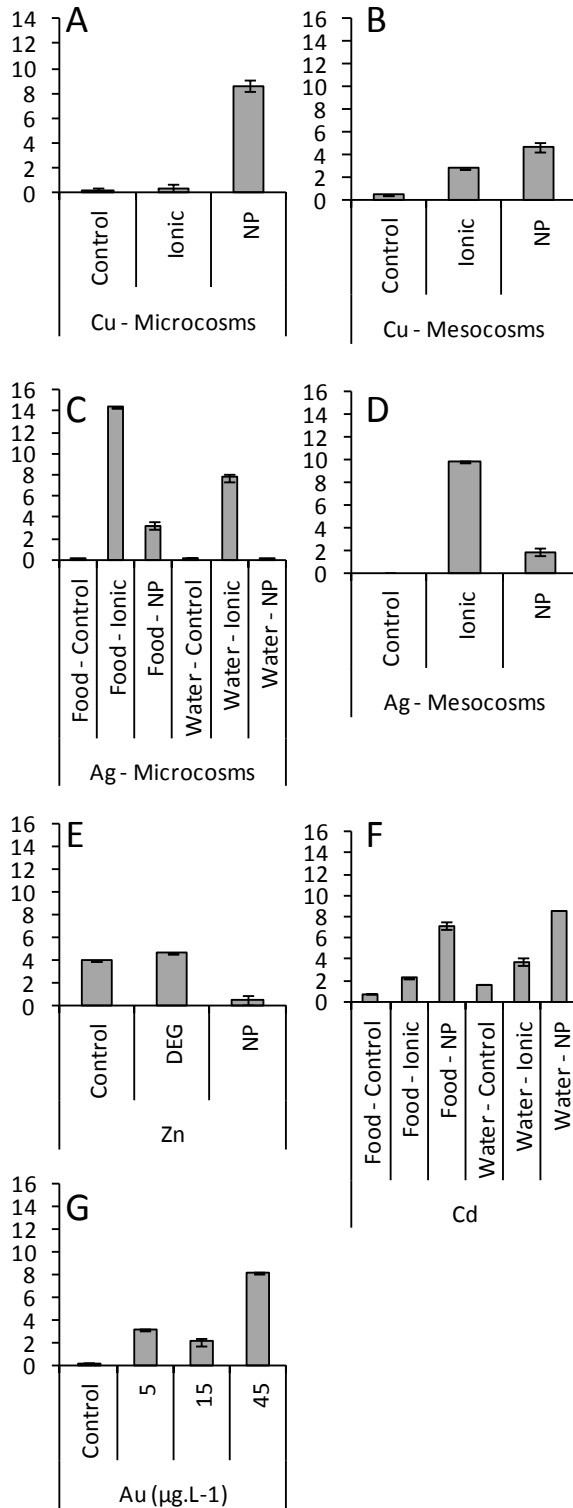 A
14
12
10
8
6
4
2
0
Control
Ionic
NP
Cu - Microcosms
B
16
14
12
10
8
6
4
2
0
Control
Ionic
NP
Cu - Mesocosms
C
16
14
12
10
8
6
4
2
0
Food - Control
Food - Ionic
Food - NP
Water - Control
Water - Ionic
Water - NP
Ag - Microcosms
D
16
14
12
10
8
6
4
2
0
Control
Ionic
NP
Ag - Mesocosms
E
16
14
12
10
8
6
4
2
0
Control
DEG
NP
Zn
F
16
14
12
10
8
6
4
2
0
Food - Control
Food - Ionic
Food - NP
Water - Control
Water - Ionic
Water - NP
Cd
G
16
14
12
10
8
6
4
2
0
Control
5
15
45
Au (µg.L-1)